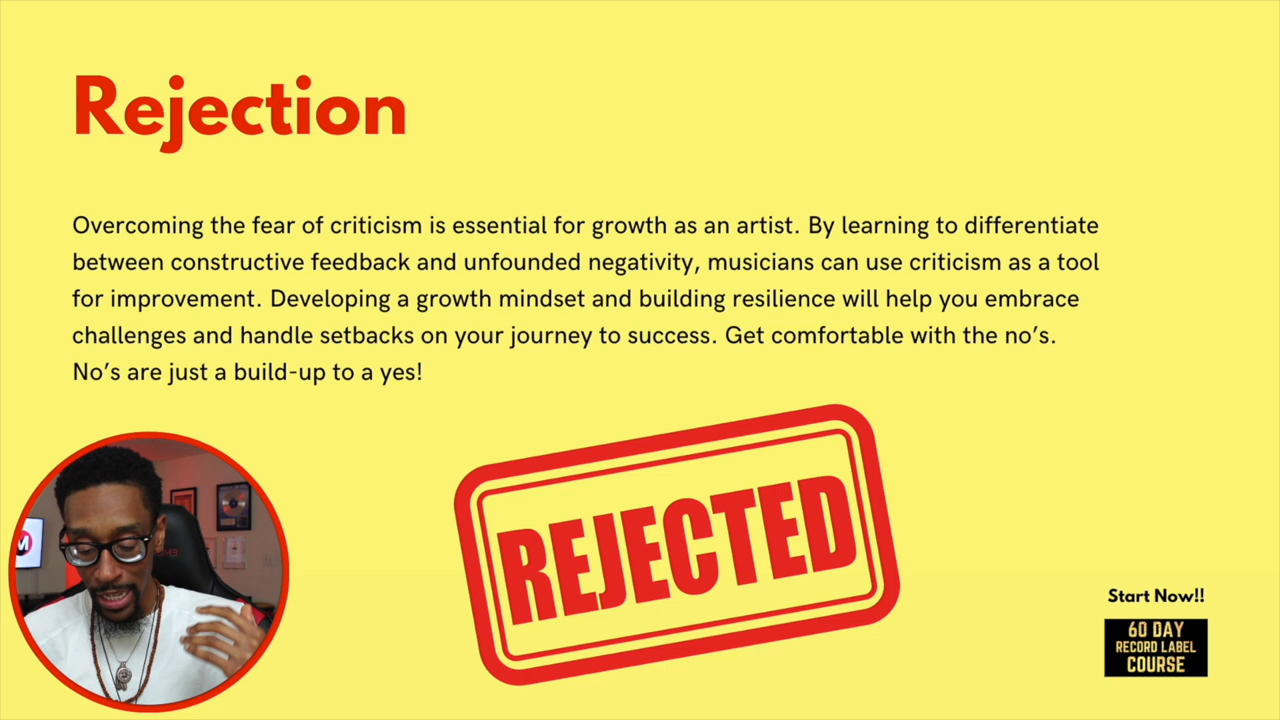 Rejection
Overcoming the fear of criticism is essential for growth as an artist. By learning to differentiate
between constructive feedback and unfounded negativity, musicians can use criticism as a tool
for improvement. Developing a growth mindset and building resilience will help you embrace
challenges and handle setbacks on your journey to success. Get comfortable with the no’s.
No’s are just a build-up to a yes!
REJECTED
Start Now!!
60 DAY
RECORD LABEL
COURSE